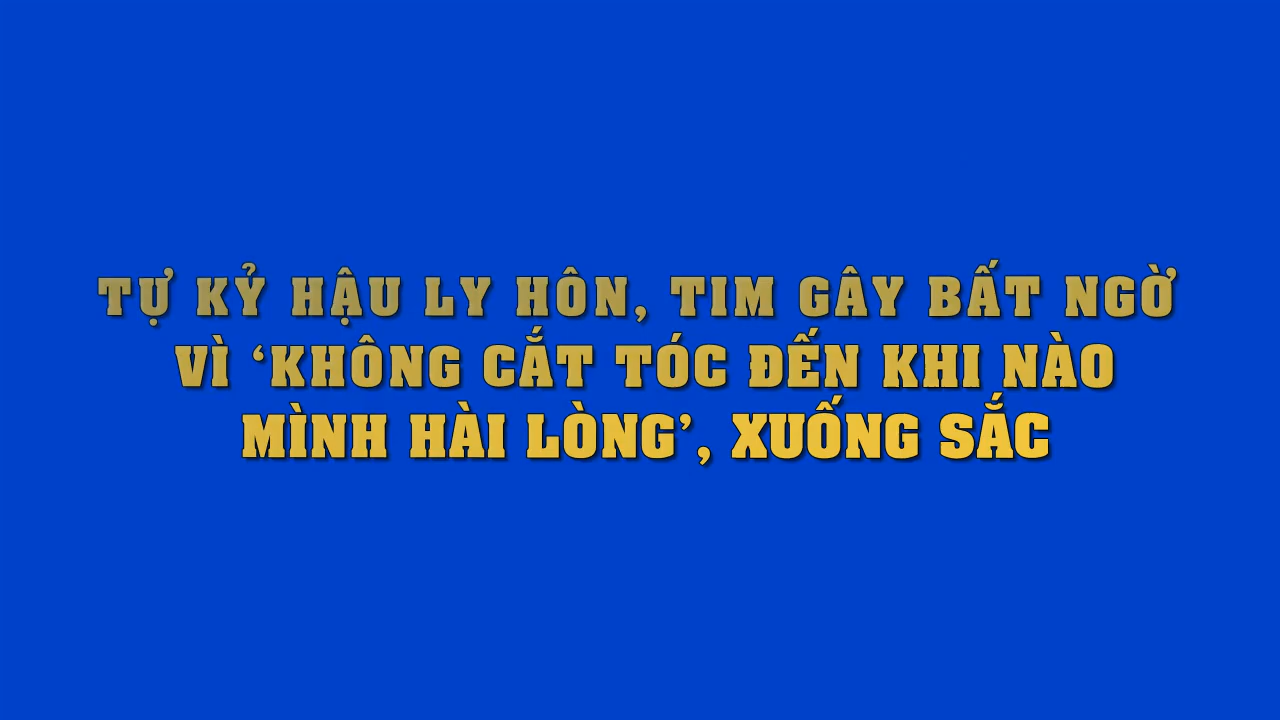 TỰ KỶ HẬU LY HÔN, TIM GÂY BẤT NGỜ
VÌ ‘KHÔNG CẮT TÓC ĐẾN KHI NÀO
MÌNH HÀI LÒNG’, XUỐNG SẮC